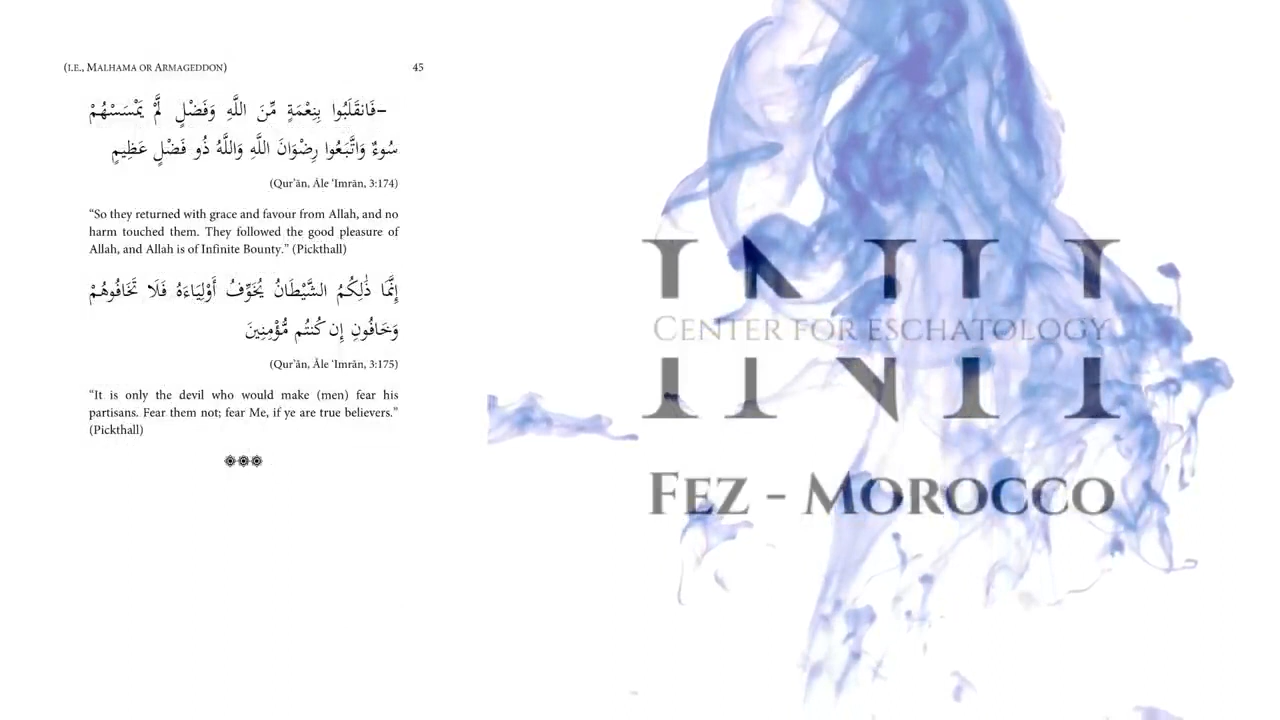 (I.E., MALHAMA OR ARMAGEDDON) 45
–فَانقَلَبُوا بِنِعْمَةٍ مِّنَ اللَّهِ وَفَضْلٍ لَّمْ يَمْسَسْهُمْ
سُوءٌ وَاتَّبَعُوا رِضْوَانَ اللَّهِ وَاللَّهُ ذُو فَضْلٍ عَظِيمٍ
(Qur’ān, Āle ‘Imrān, 3:174)
“So they returned with grace and favour from Allah, and no
harm touched them. They followed the good pleasure of
Allah, and Allah is of Infinite Bounty.” (Pickthall)
إِنَّمَا ذَٰلِكُمُ الشَّيْطَانُ يُخَوِّفُ أَوْلِيَاءَهُ فَلَا تَخَافُوهُمْ
وَخَافُونِ إِن كُنتُم مُّؤْمِنِينَ
(Qur’ān, Āle ‘Imrān, 3:175)
“It is only the devil who would make (men) fear his
partisans. Fear them not; fear Me, if ye are true believers.”
(Pickthall)
INH
CENTER FOR ESCHATOLOGY
FEZ - MOROCCO